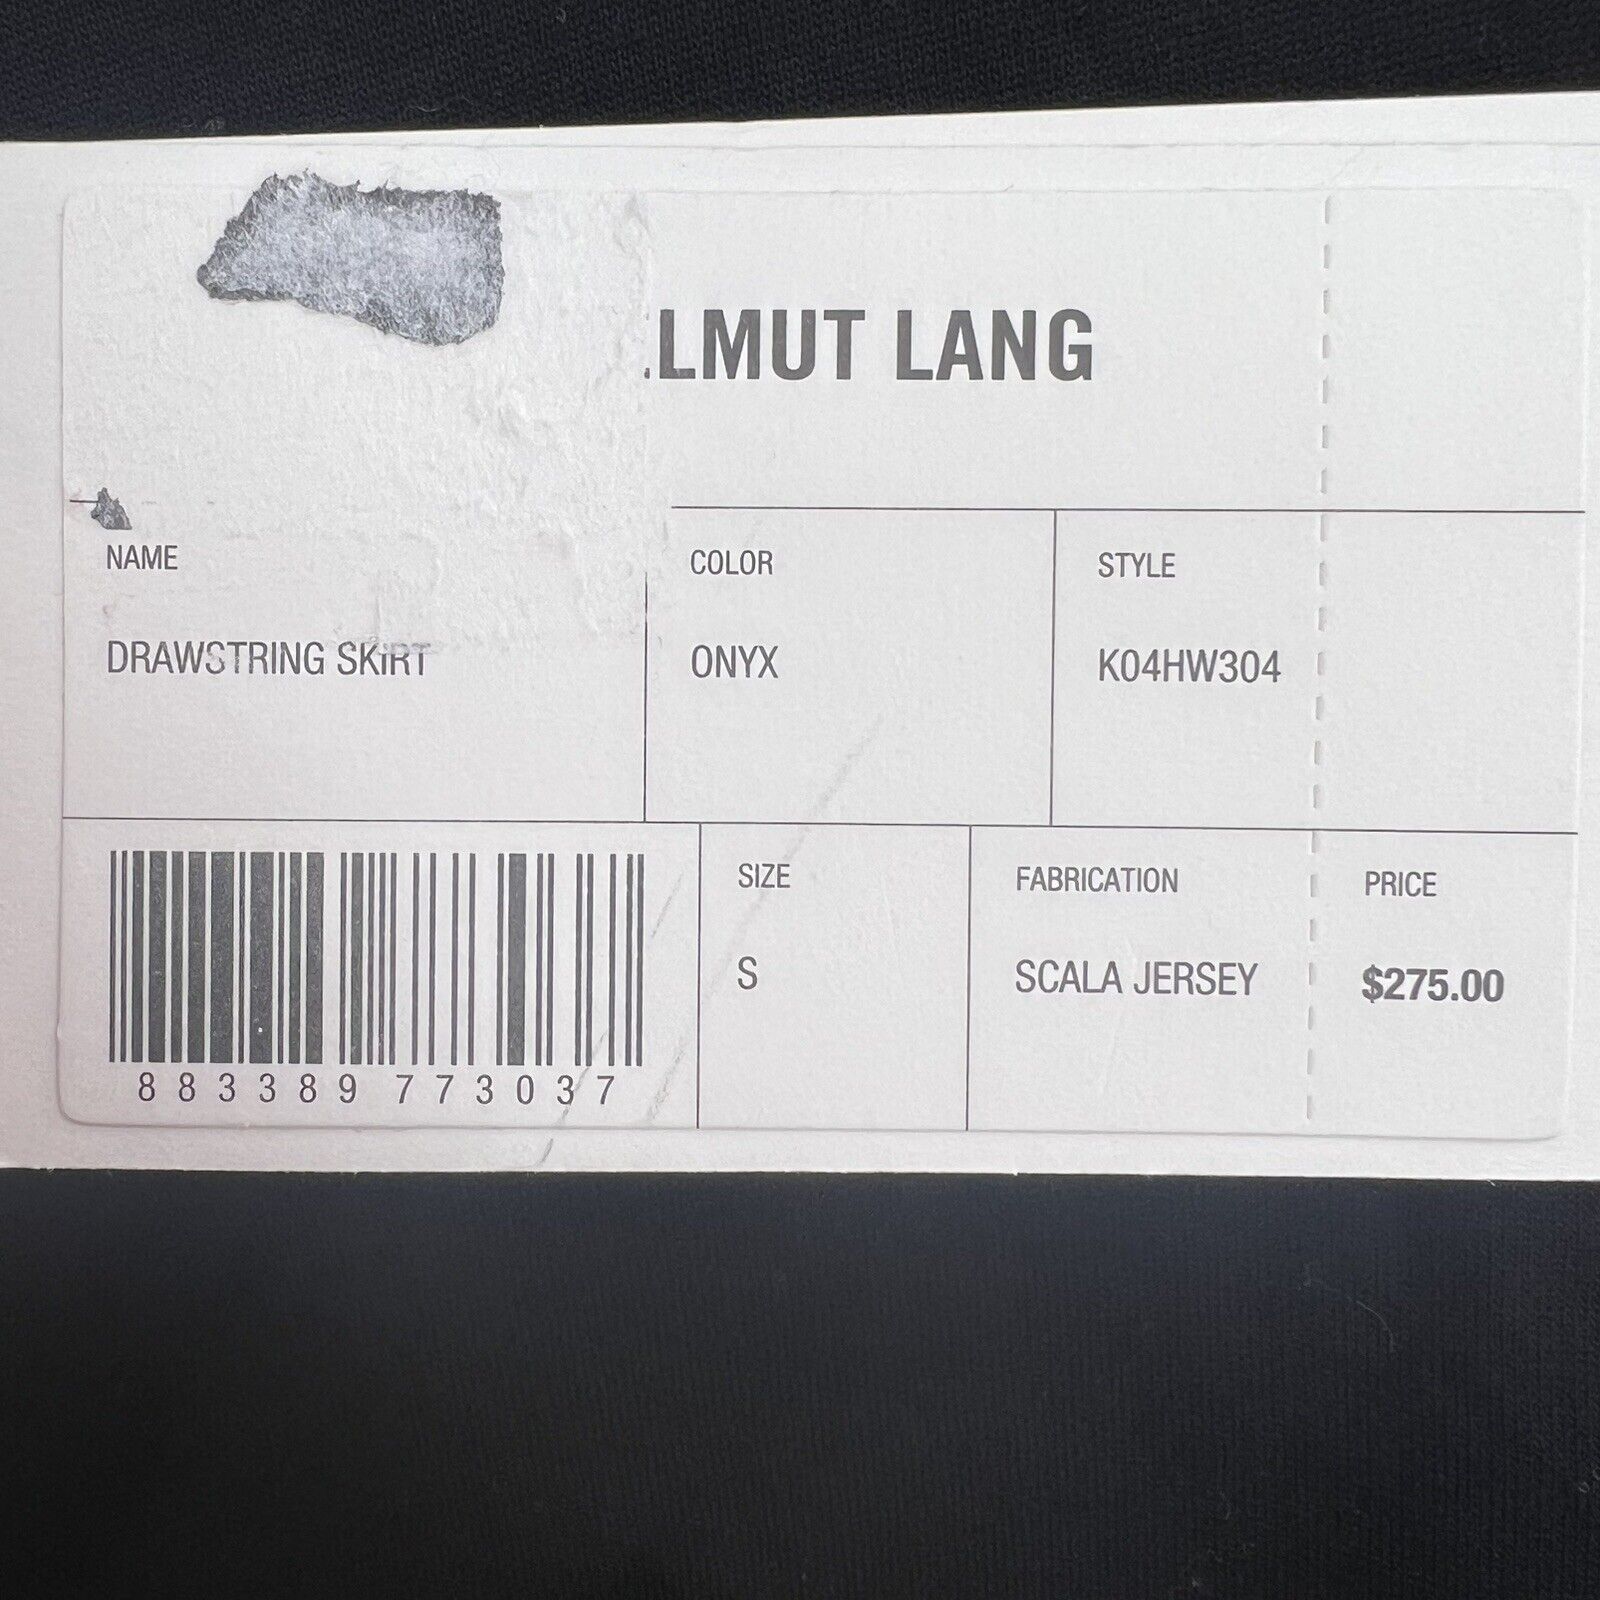 LMUT LANG
NAME
COLOR
STYLE
DRAWSTRING SKIRT
ONYX
K04HW304
SIZE
FABRICATION
PRICE
S
SCALA JERSEY
$275.00
883389 773037